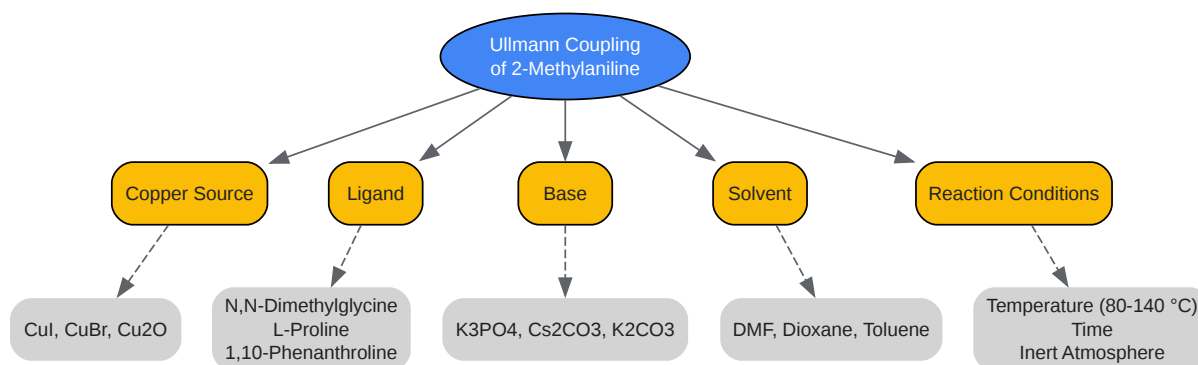 Ullmann Coupling
of 2-Methylaniline
Copper Source
Ligand
Base
Solvent
Reaction Conditions
CuI, CuBr, Cu2O
N,N-Dimethylglycine
L-Proline
1,10-Phenanthroline
K3PO4, Cs2CO3, K2CO3
DMF, Dioxane, Toluene
Temperature (80-140 °C)
Time
Inert Atmosphere